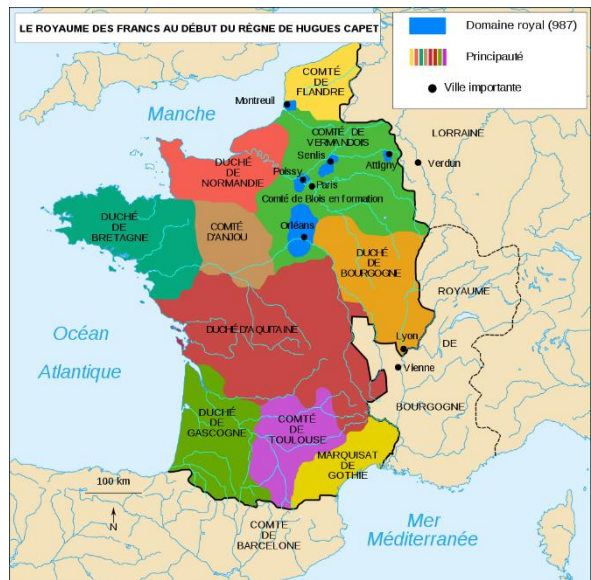 LE ROYAUME DES FRANCS AU DÉBUT DU RÈGNE DE HUGUES CAPET
Domaine royal (987)
Principauté
Ville importante
COMTÉ
DE
FLANDRE
Montreuil
Manche
COMTÉ DE
VERMANDOIS
LORRAINE
Senlis
Attigny
Verdun
DUCHÉ
DE
NORMANDIE
Poissy
Paris
Comté de Blois en formation
DUCHÉ
DE
BRETAGNE
COMTÉ
D'ANJOU
Orléans
DUCHÉ
DE
BOURGOGNE
ROYAUME
Océan
Atlantique
DUCHÉ D'AQUITAINE
Lyon
DE
Vienne
BOURGOGNE
DUCHÉ
DE
GASCOGNE
COMTÉ
DE
TOULOUSE
MARQUISAT
DE
GOTHIE
100 km
N
COMTE
DE
BARCELONE
Mer
Méditerranée